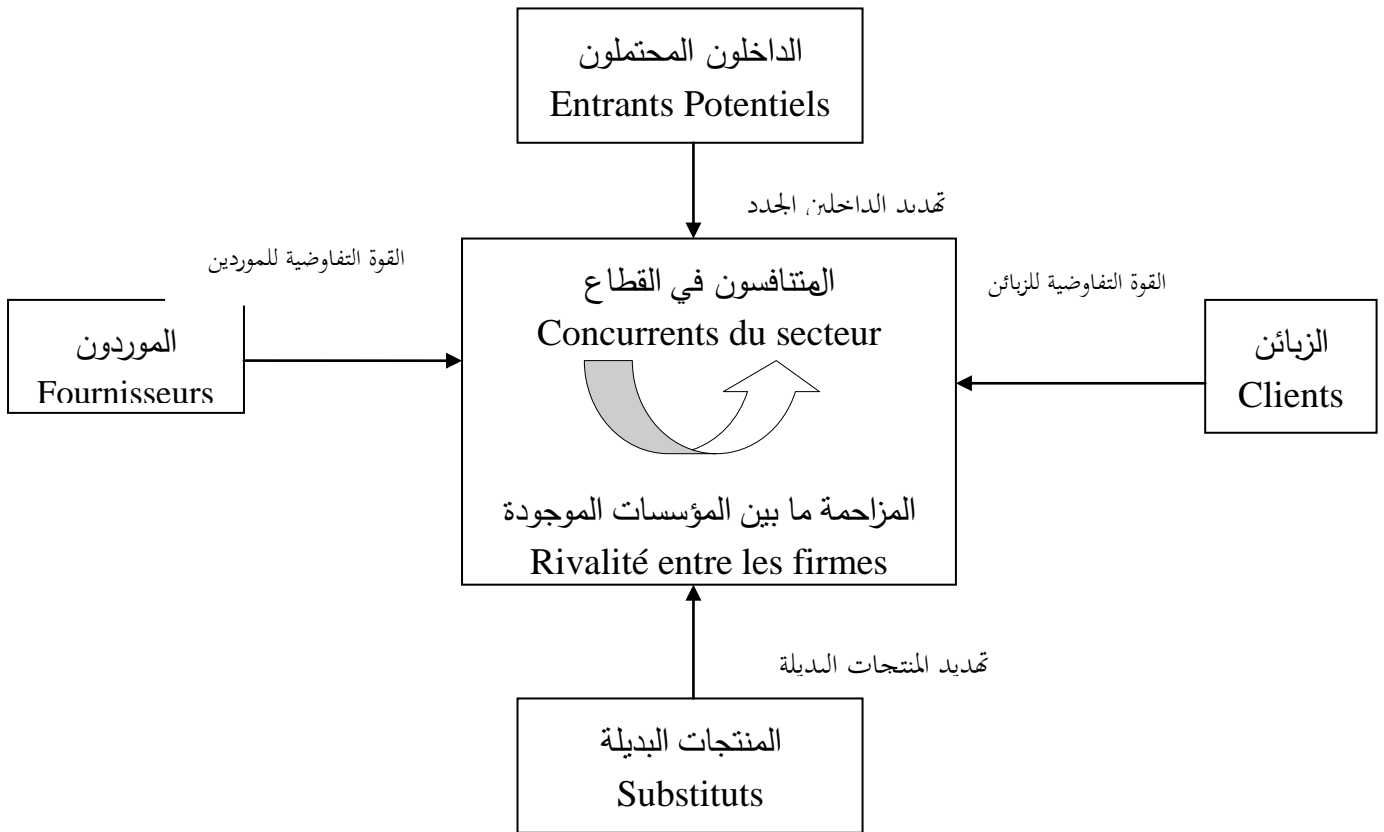 الداخلون المحتملون
Entrants Potentiels
تهديد الداخلين الجدد
القوة التفاوضية للموردين
المتنافسون في القطاع
Concurrents du secteur
القوة التفاوضية للزبائن
الموردون
Fournisseurs
الزبائن
Clients
المزاحمة ما بين المؤسسات الموجودة
Rivalité entre les firmes
تهديد المنتجات البديلة
المنتجات البديلة
Substituts